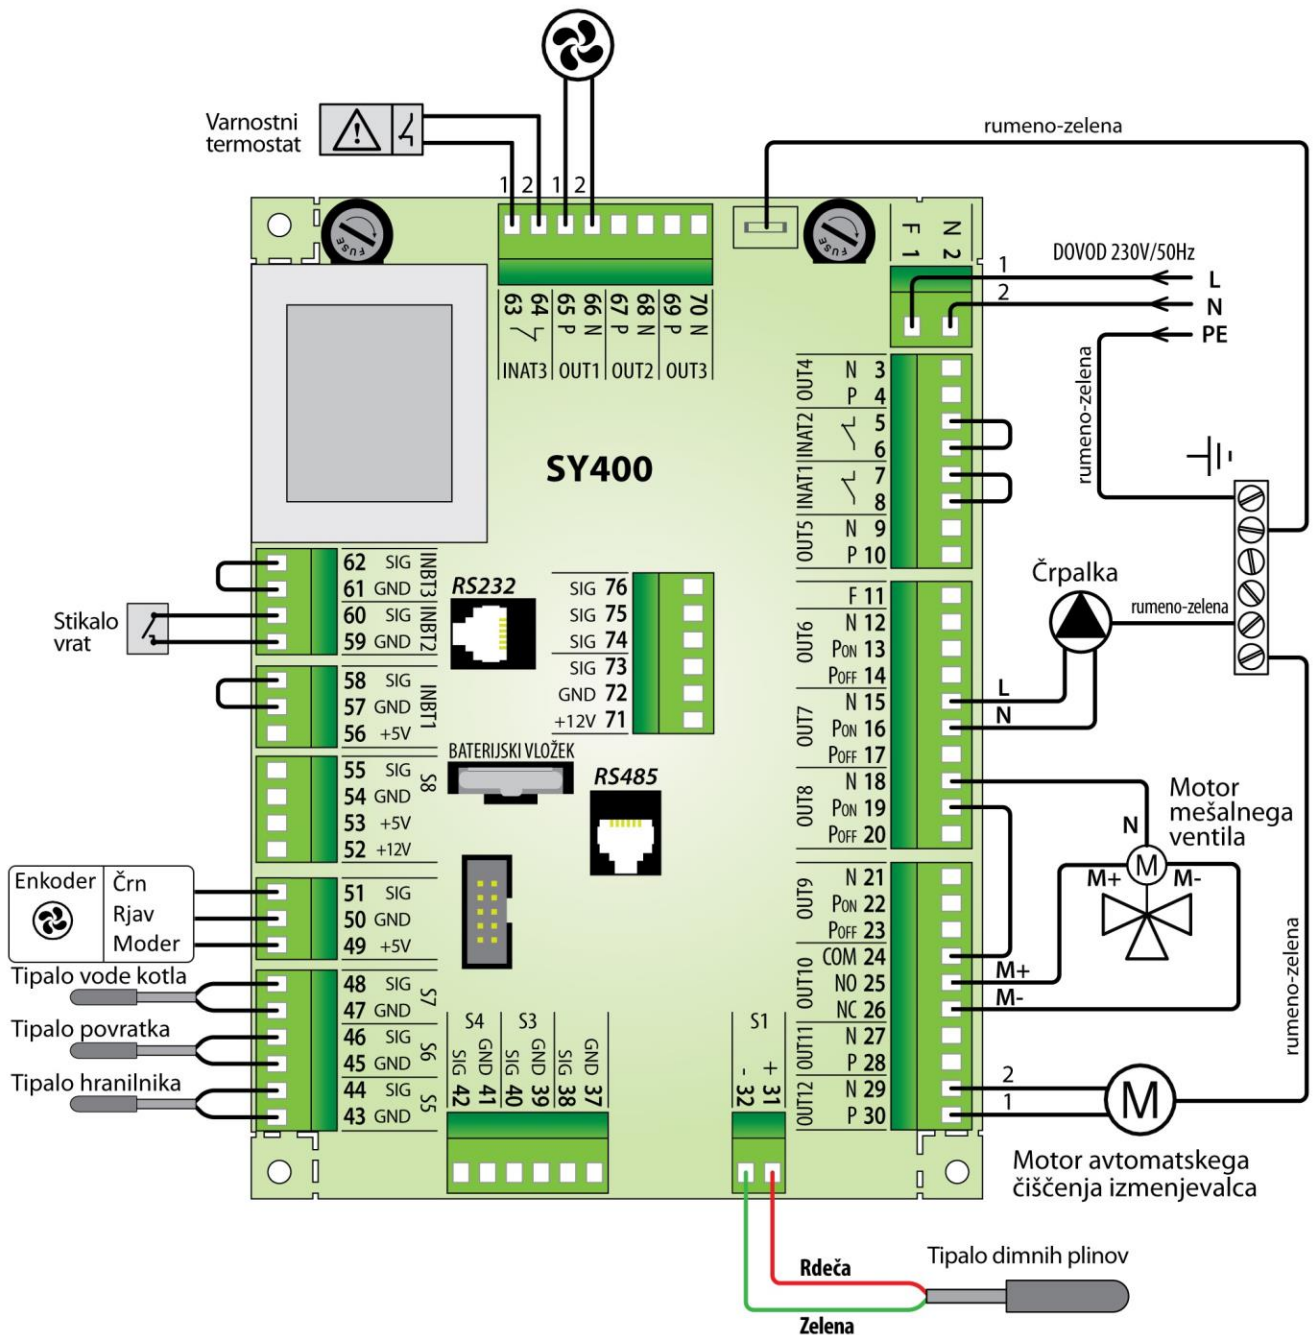 Varnostni
termostat
1 2 1 2
rumeno-zelena
FUSE
FUSE
F 1
N 2
DOVOD 230V/50Hz
1
L
2
N
PE
rumeno-zelena
63
64
65 P
66 N
67 P
68 N
69 P
70 N
INAT3
OUT1
OUT2
OUT3
SY400
OUT4
N 3
P 4
INAT2
5
6
INAT1
7
8
OUT5
N 9
P 10
F 11
OUT6
N 12
PON 13
POFF 14
OUT7
N 15
PON 16
POFF 17
OUT8
N 18
PON 19
POFF 20
OUT9
N 21
PON 22
POFF 23
OUT10
COM 24
NO 25
NC 26
OUT11
N 27
P 28
OUT12
N 29
P 30
Črpalka
rumeno-zelena
L
N
Motor
mešalnega
ventila
N
M
M+
M-
M+
M-
rumeno-zelena
2
1
M
Motor avtomatskega
čiščenja izmenjevalca
62 SIG
61 GND
INBT3
60 SIG
59 GND
INBT2
Stikalo
vrat
58 SIG
57 GND
56 +5V
INBT1
55 SIG
54 GND
53 +5V
52 +12V
S8
RS232
SIG 76
SIG 75
SIG 74
SIG 73
GND 72
+12V 71
BATERIJSKI VLOŽEK
RS485
Enkoder
Črn
Rjav
Moder
51 SIG
50 GND
49 +5V
Tipalo vode kotla
48 SIG
47 GND
S7
Tipalo povratka
46 SIG
45 GND
S6
Tipalo hranilnika
44 SIG
43 GND
S5
S4
S3
SIG 42
GND 41
SIG 40
GND 39
SIG 38
GND 37
S1
- 32
+ 31
Rdeča
Zelena
Tipalo dimnih plinov